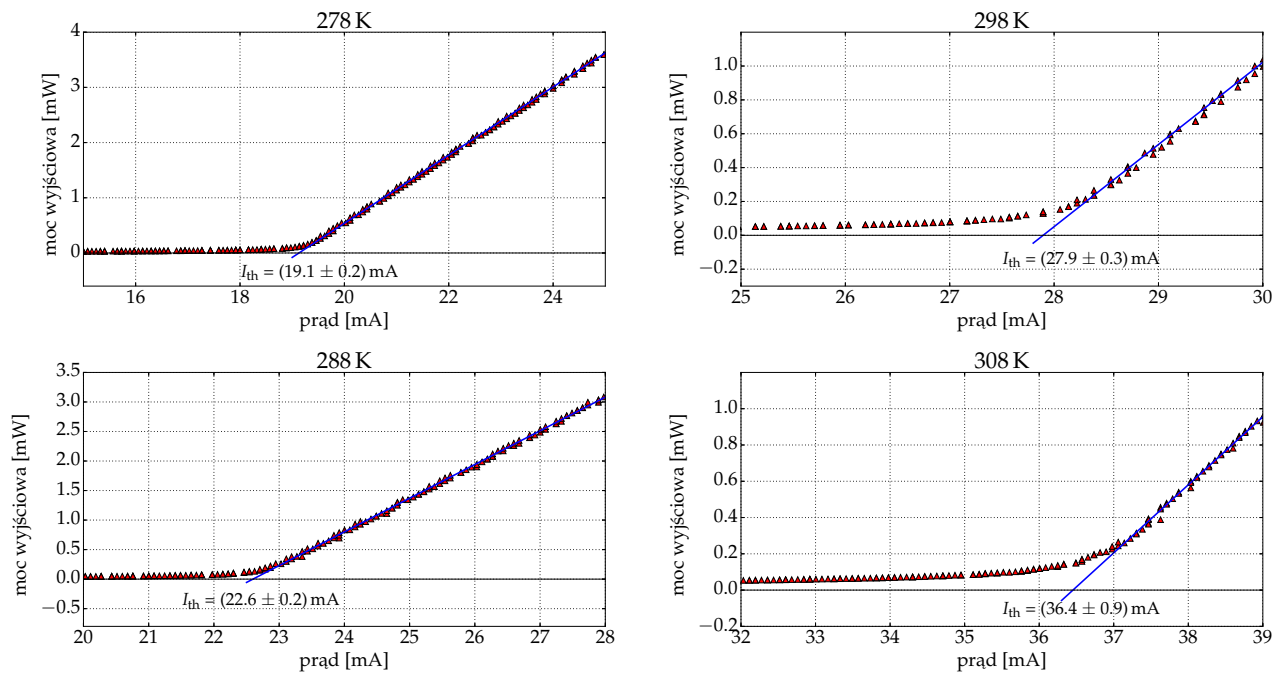 278 K
moc wyjściowa [mW]
4
3
2
1
0
I_th = (19.1 ± 0.2) mA
16 18 20 22 24
prąd [mA]
298 K
moc wyjściowa [mW]
1.0
0.8
0.6
0.4
0.2
0.0
−0.2
I_th = (27.9 ± 0.3) mA
25 26 27 28 29 30
prąd [mA]
288 K
moc wyjściowa [mW]
3.5
3.0
2.5
2.0
1.5
1.0
0.5
0.0
−0.5
I_th = (22.6 ± 0.2) mA
20 21 22 23 24 25 26 27 28
prąd [mA]
308 K
moc wyjściowa [mW]
1.0
0.8
0.6
0.4
0.2
0.0
−0.2
I_th = (36.4 ± 0.9) mA
32 33 34 35 36 37 38 39
prąd [mA]